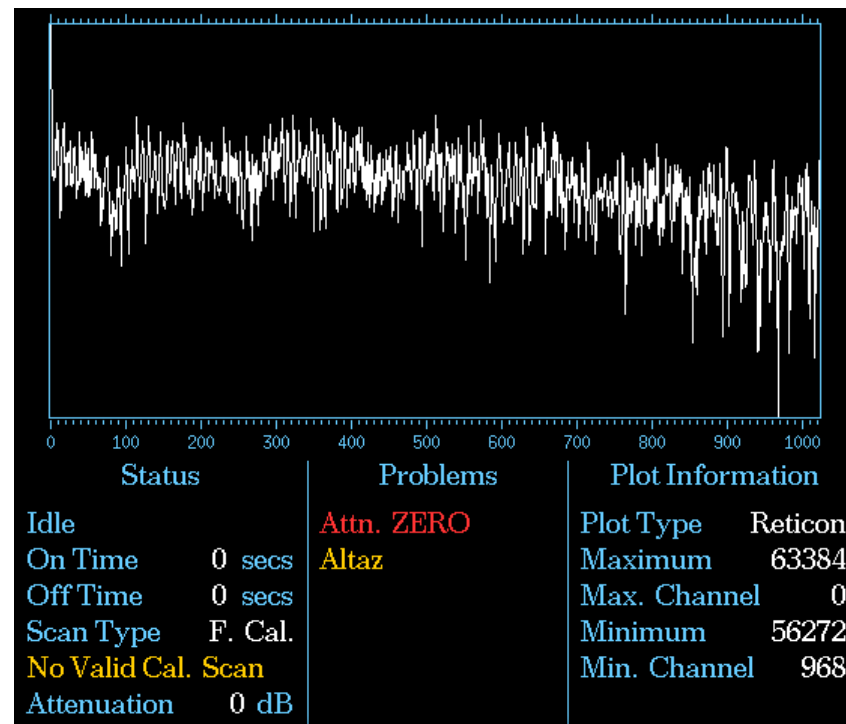 0 100 200 300 400 500 600 700 800 900 1000
Status
Idle
On Time 0 secs
Off Time 0 secs
Scan Type F. Cal.
No Valid Cal. Scan
Attenuation 0 dB
Problems
Attn. ZERO
Altaz
Plot Information
Plot Type Reticon
Maximum 63384
Max. Channel 0
Minimum 56272
Min. Channel 968